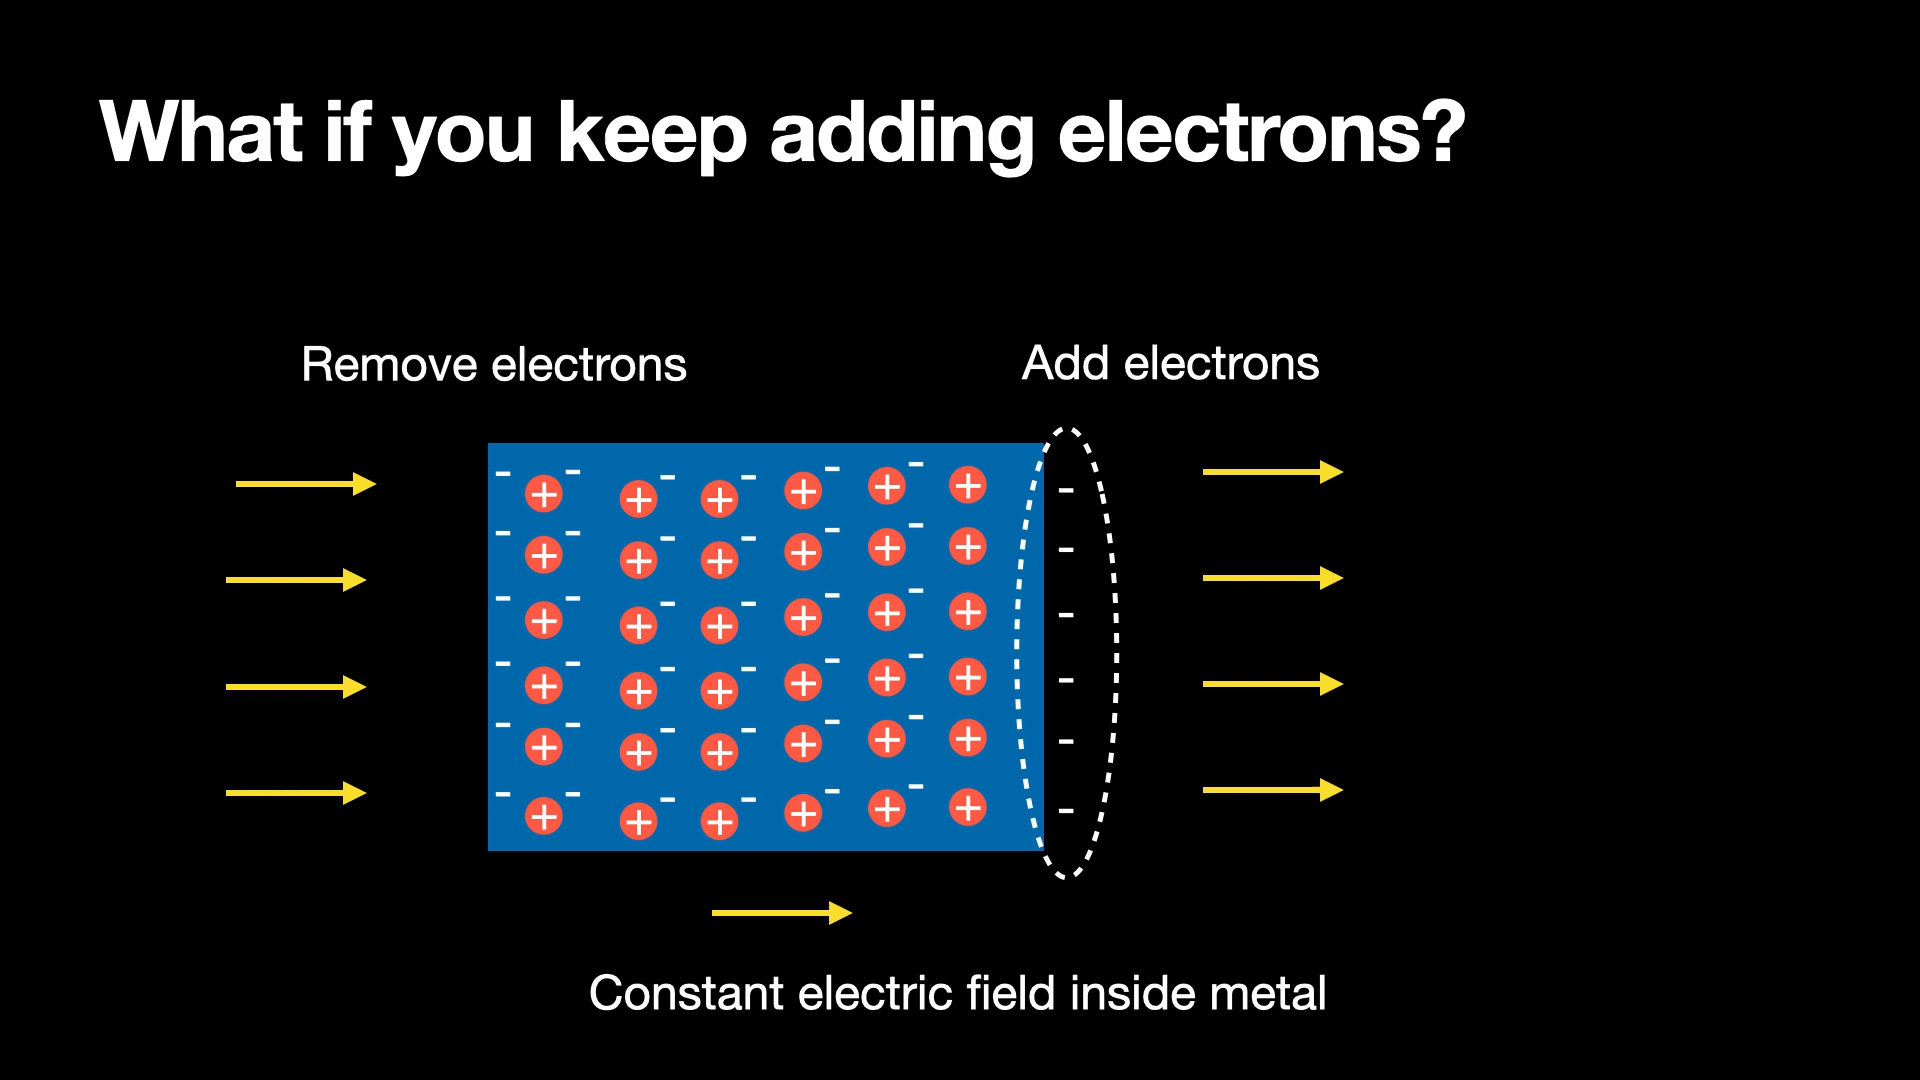 What if you keep adding electrons?
Remove electrons
Add electrons
- + - + - + - + - + - + -
- + - + - + - + - + - + -
- + - + - + - + - + - + -
- + - + - + - + - + - + -
- + - + - + - + - + - + -
- + - + - + - + - + - + -
Constant electric field inside metal